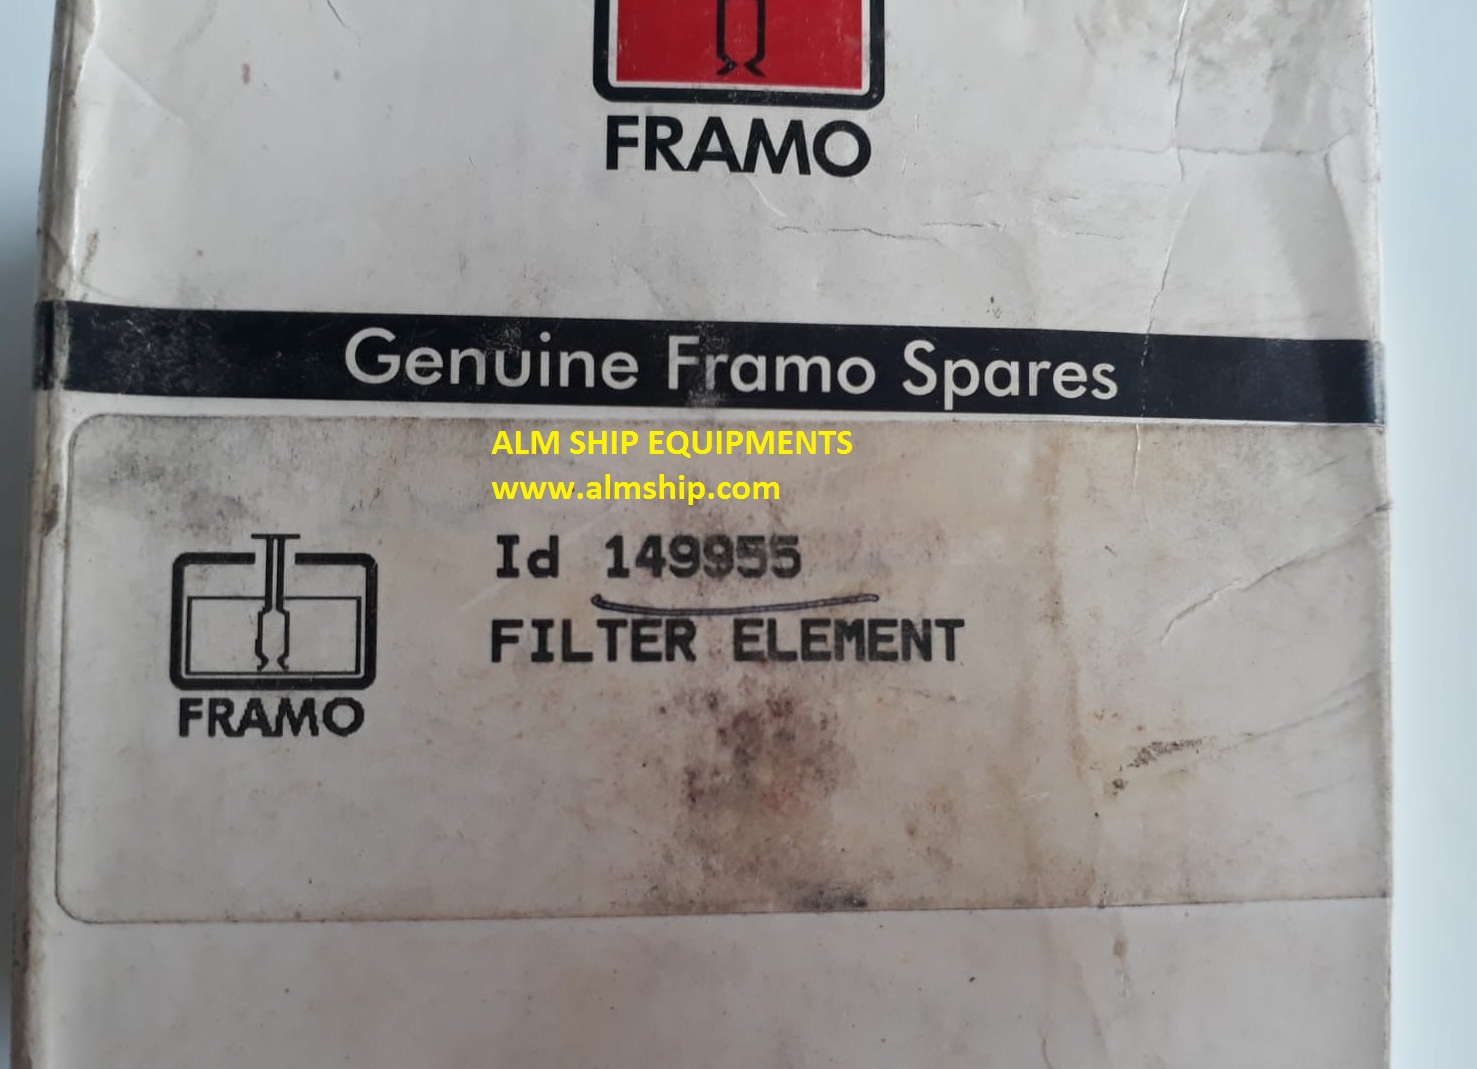 FRAMO
Genuine Framo Spares
ALM SHIP EQUIPMENTS
www.almship.com
Id 149955
FILTER ELEMENT
FRAMO